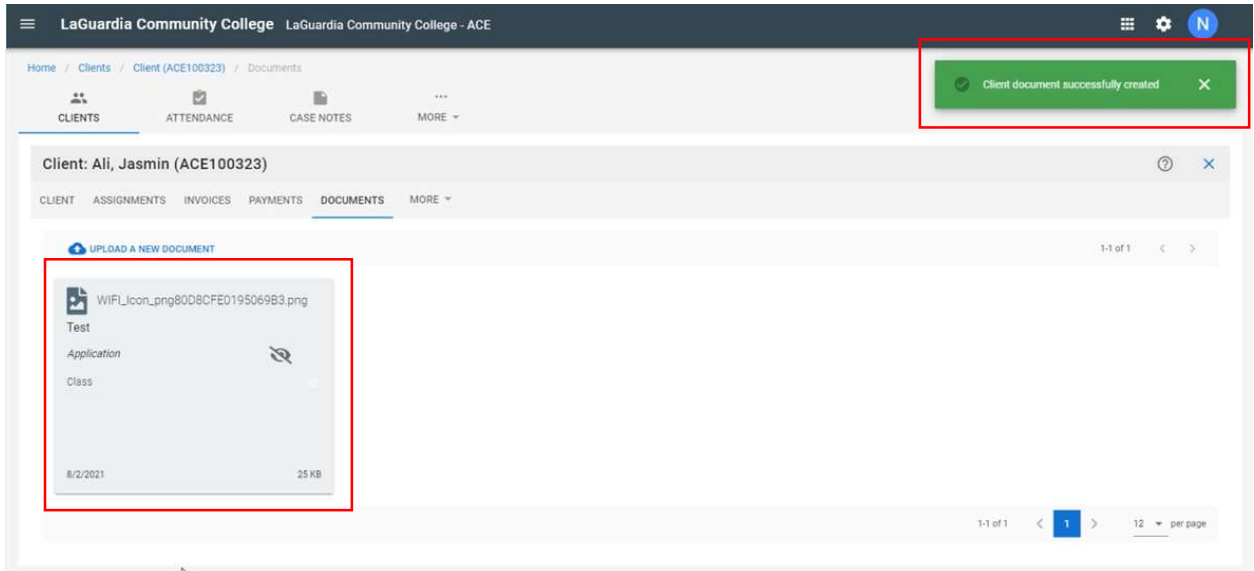 LaGuardia Community College LaGuardia Community College - ACE N
Home / Clients / Client (ACE100323) / Documents
Client document successfully created
CLIENTS ATTENDANCE CASE NOTES MORE
Client: Ali, Jasmin (ACE100323)
CLIENT ASSIGNMENTS INVOICES PAYMENTS DOCUMENTS MORE
UPLOAD A NEW DOCUMENT 1-1 of 1
WIFI_Icon_png80D8CFE0195069B3.png
Test
Application
Class
8/2/2021 25 KB
1-1 of 1 1 12 per page